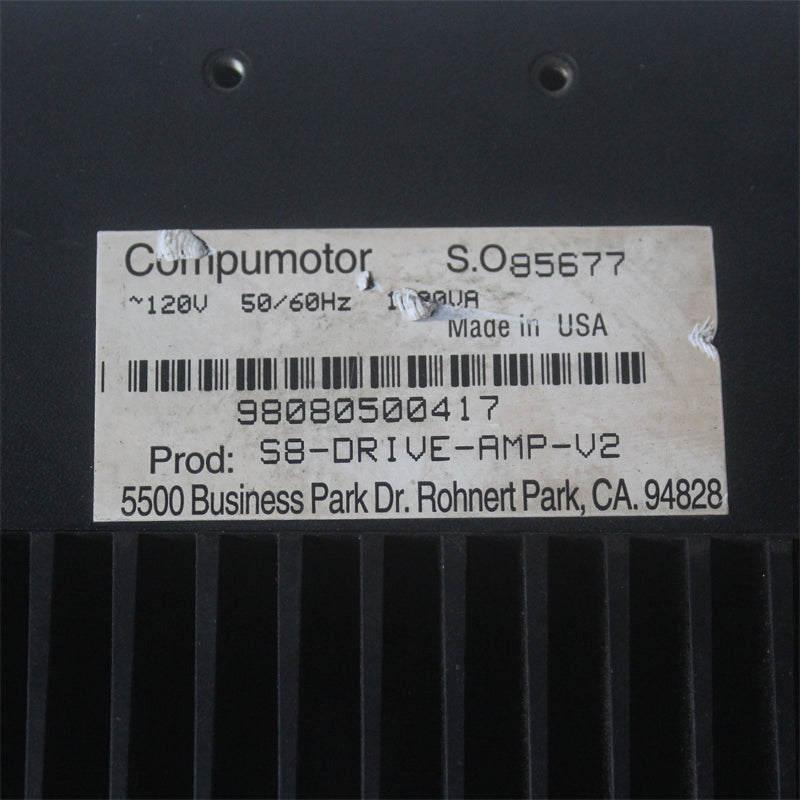 Compumotor S.O85677
~120V 50/60Hz
Made in USA
98080500417
Prod: S8-DRIVE-AMP-V2
5500 Business Park Dr. Rohnert Park, CA. 94828